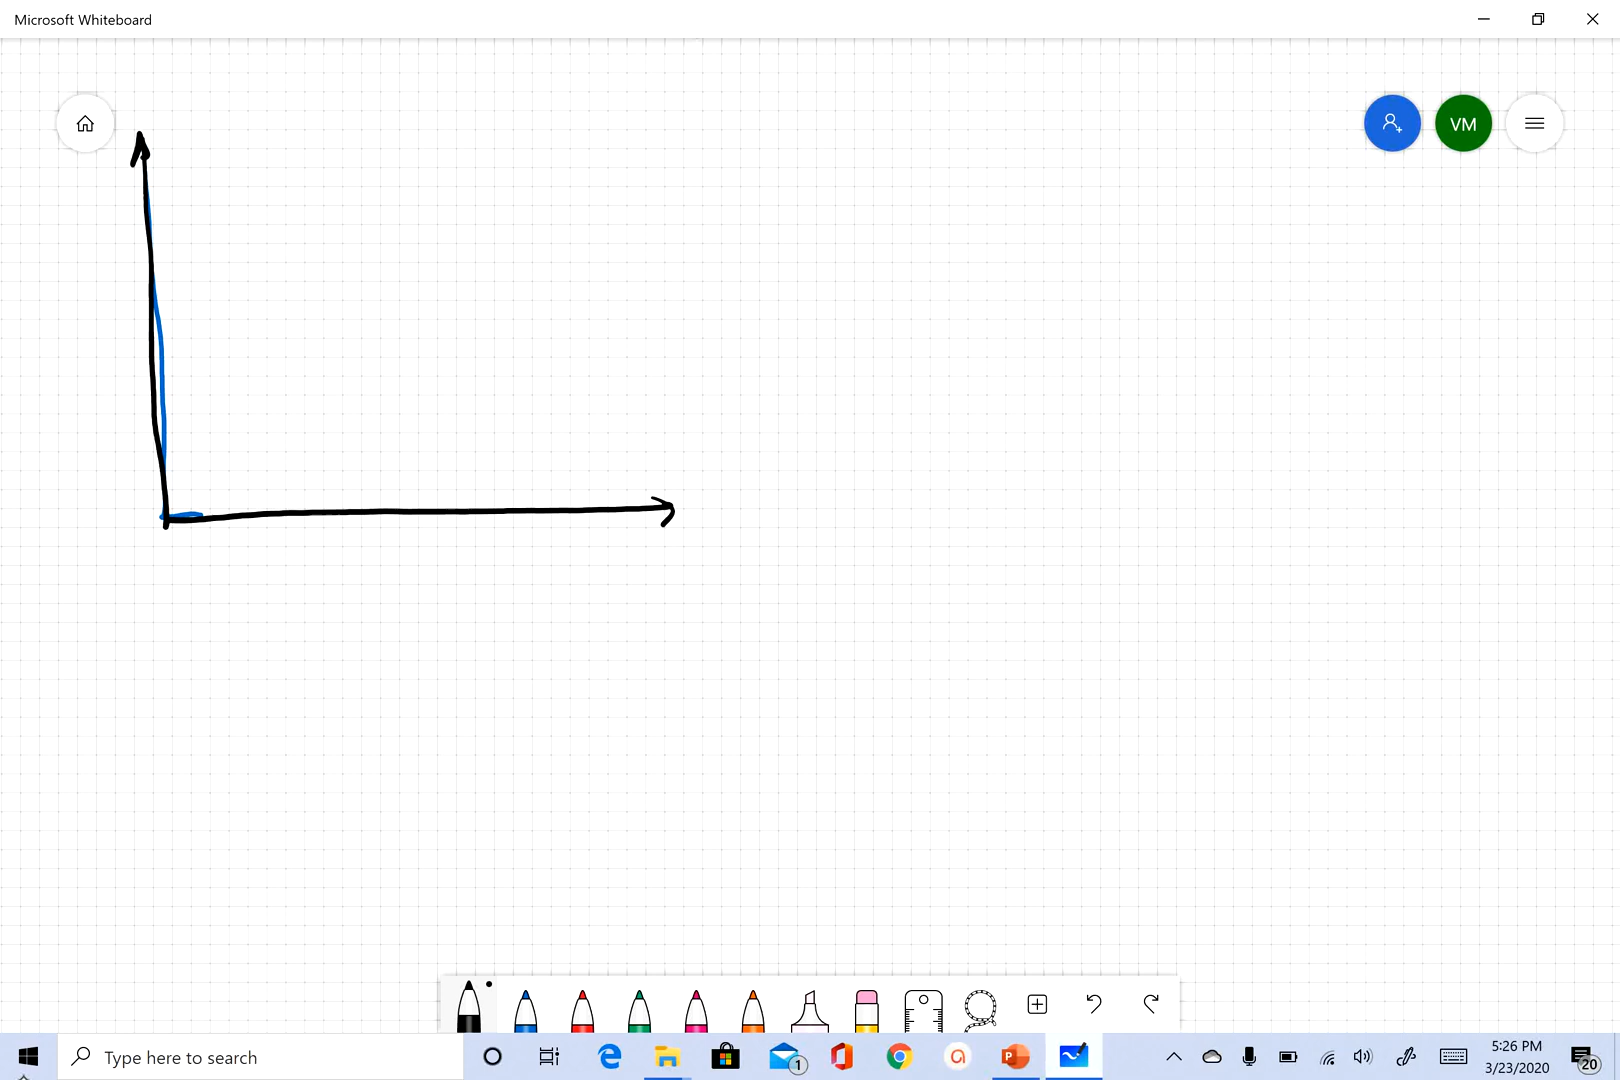 Microsoft Whiteboard
VM
Type here to search
1
P
5:26 PM
3/23/2020
20